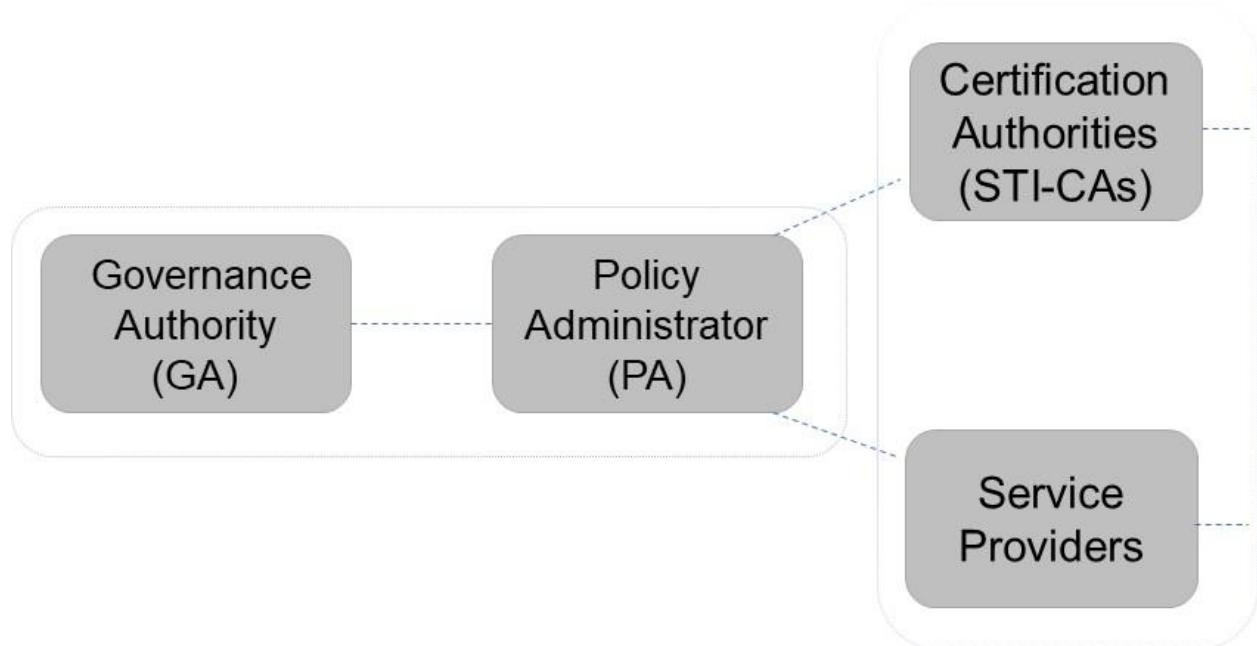 Governance
Authority
(GA)
Policy
Administrator
(PA)
Certification
Authorities
(STI-CAs)
Service
Providers